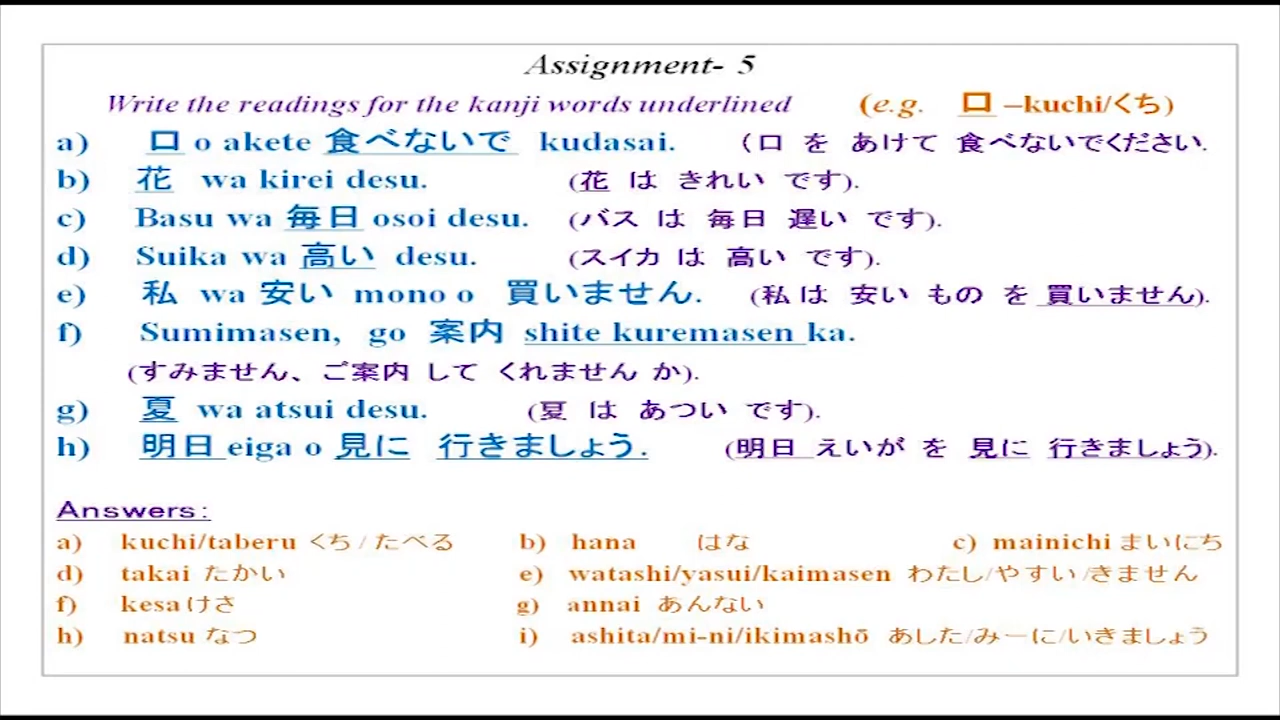 Assignment- 5
Write the readings for the kanji words underlined (e.g. 口 –kuchi/くち)
a) 口 o akete 食べないで kudasai. (口 を あけて 食べないでください.
b) 花 wa kirei desu. (花 は きれい です).
c) Basu wa 毎日 osoi desu. (バス は 毎日 遅い です).
d) Suika wa 高い desu. (スイカ は 高い です).
e) 私 wa 安い mono o 買いません. (私 は 安い もの を 買いません).
f) Sumimasen, go 案内 shite kuremasen ka.
(すみません、ご案内 して くれません か).
g) 夏 wa atsui desu. (夏 は あつい です).
h) 明日 eiga o 見に 行きましょう. (明日 えいが を 見に 行きましょう).
Answers:
a) kuchi/taberu くち / たべる b) hana はな c) mainichi まいにち
d) takai たかい e) watashi/yasui/kaimasen わたし/やすい/きません
f) kesa けさ g) annai あんない
h) natsu なつ i) ashita/mi-ni/ikimashō あした/みーに/いきましょう